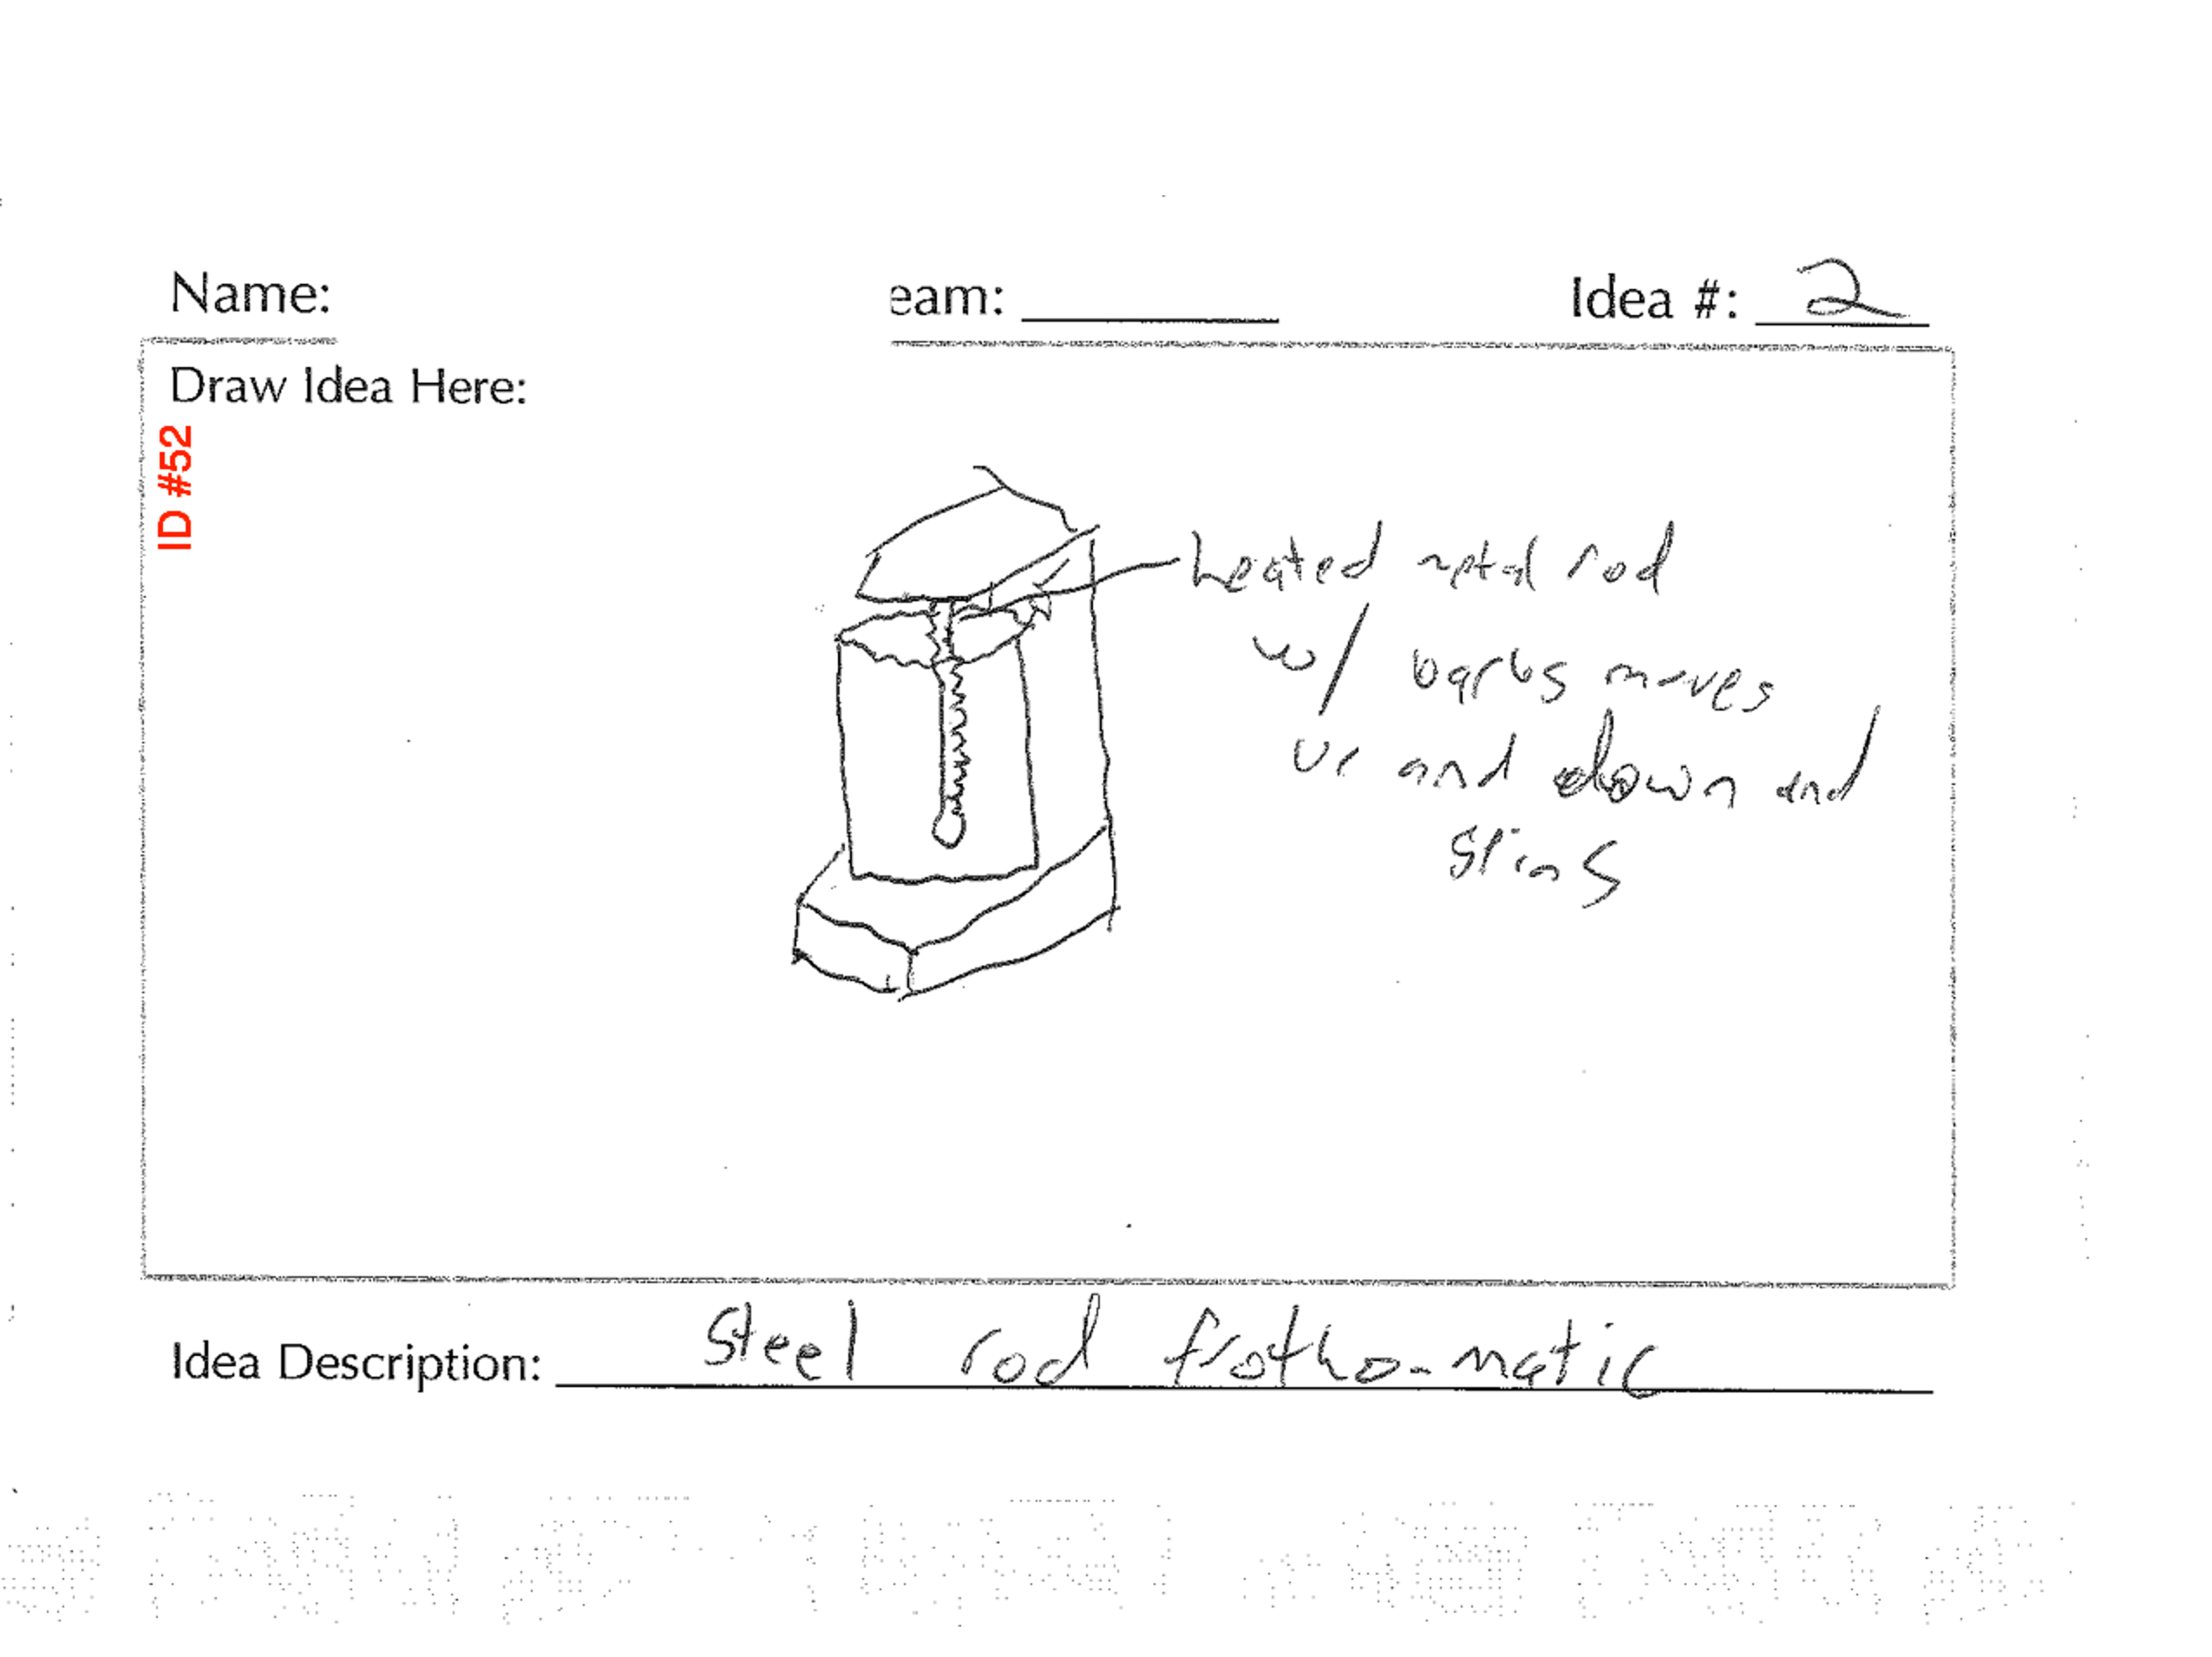 Name:
eam:
Idea #: 2
Draw Idea Here:
ID #52
heated metal rod
w/ barbs moves
up and down and
spins
Idea Description: Steel rod frotho-matic